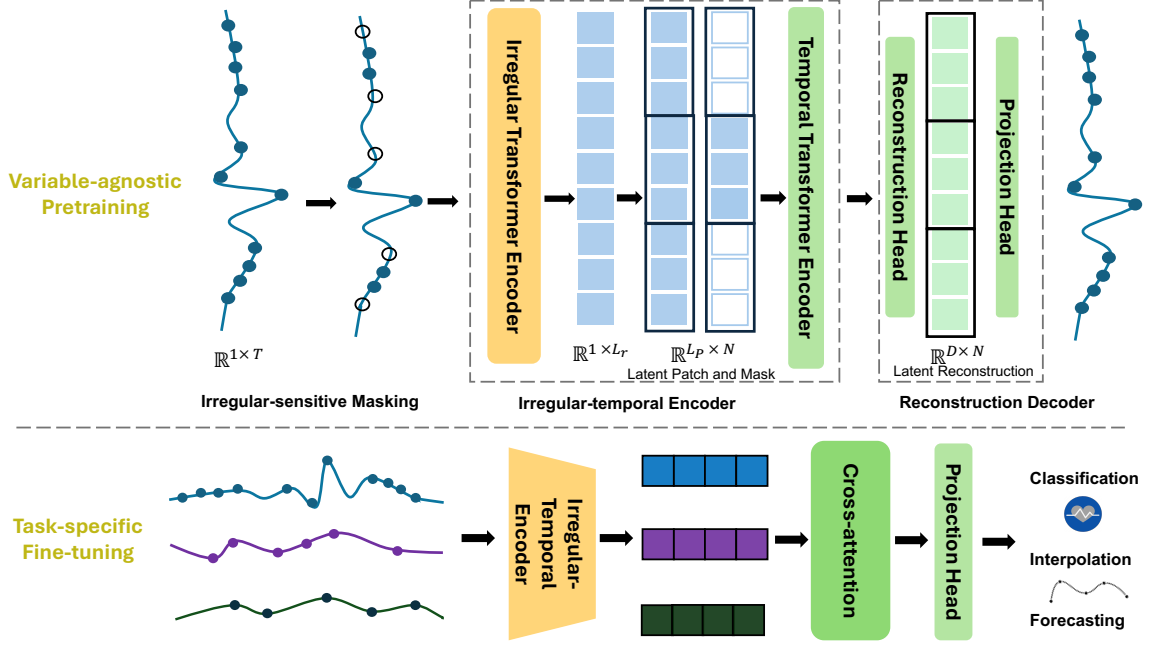 Variable-agnostic
Pretraining
Irregular Transformer Encoder
Temporal Transformer Encoder
Reconstruction Head
Projection Head
ℝ^{1×T}
ℝ^{1×L_r}
ℝ^{L_P×N}
ℝ^{D×N}
Latent Patch and Mask
Latent Reconstruction
Irregular-sensitive Masking
Irregular-temporal Encoder
Reconstruction Decoder
Task-specific
Fine-tuning
Irregular-
Temporal
Encoder
Cross-attention
Projection Head
Classification
Interpolation
Forecasting